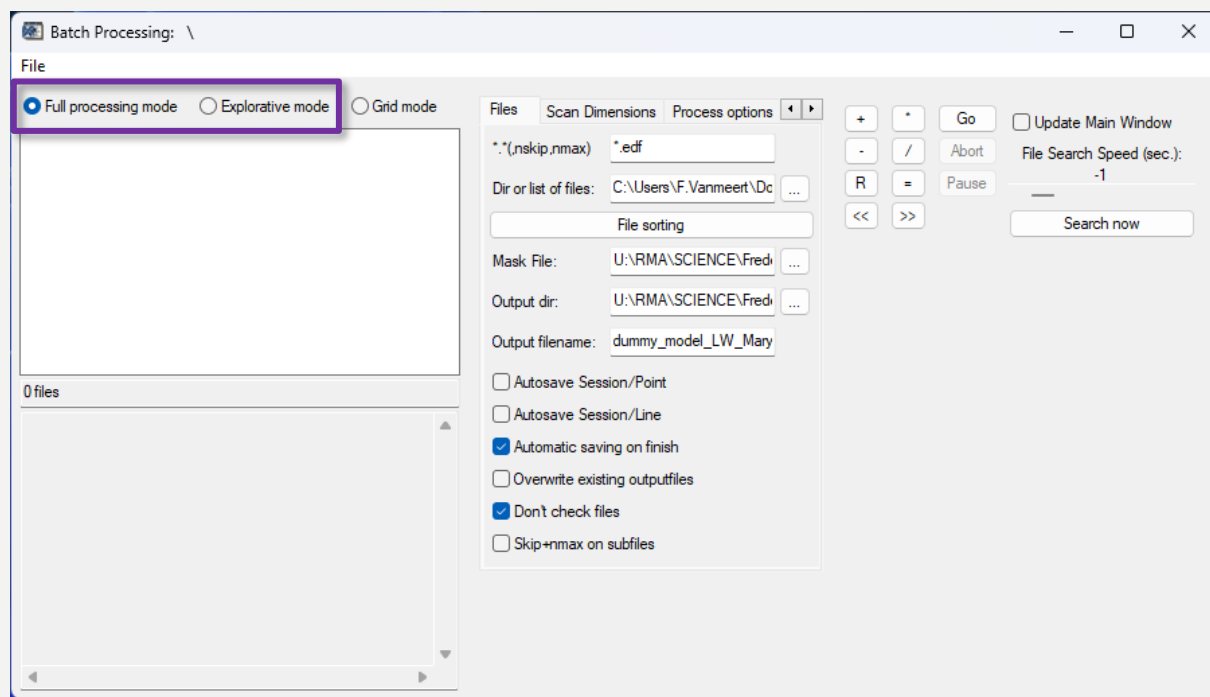 Batch Processing: \
File
Full processing mode Explorative mode Grid mode
0 files
Files Scan Dimensions Process options
*.*(,nskip,nmax) *.edf
Dir or list of files: C:\Users\F.Vanmeert\Dc ...
File sorting
Mask File: U:\RMA\SCIENCE\Fred ...
Output dir: U:\RMA\SCIENCE\Fred ...
Output filename: dummy_model_LW_Mary
Autosave Session/Point
Autosave Session/Line
Automatic saving on finish
Overwrite existing outputfiles
Don't check files
Skip+nmax on subfiles
+ * Go
- / Abort
R = Pause
<< >>
Update Main Window
File Search Speed (sec.):
-1
Search now